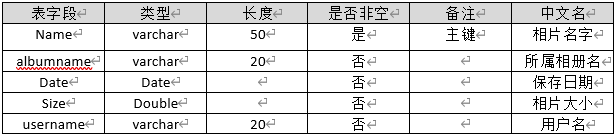 表字段 类型 长度 是否非空 备注 中文名
Name varchar 50 是 主键 相片名字
albumname varchar 20 否 所属相册名
Date Date 否 保存日期
Size Double 否 相片大小
username varchar 20 否 用户名